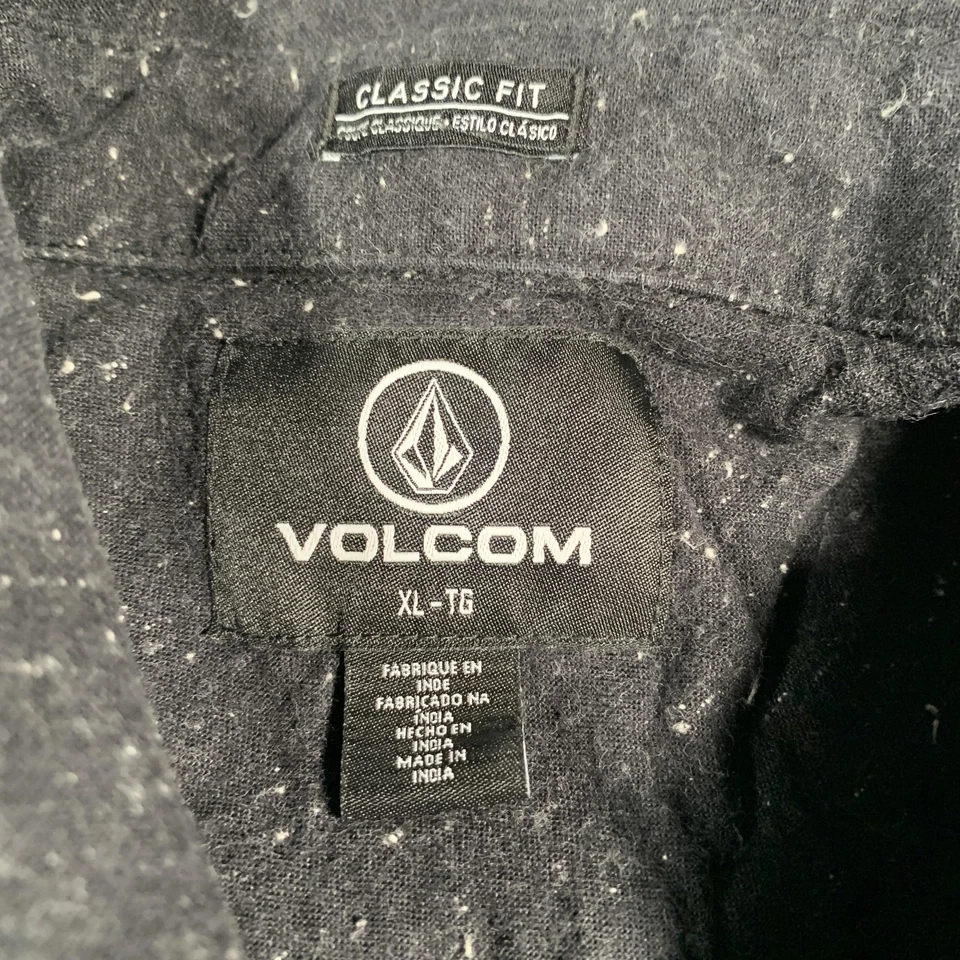 CLASSIC FIT
COUPE CLASSIQUE • ESTILO CLÁSICO
VOLCOM
XL-TG
FABRIQUE EN
INDE
FABRICADO NA
INDIA
HECHO EN
INDIA
MADE IN
INDIA